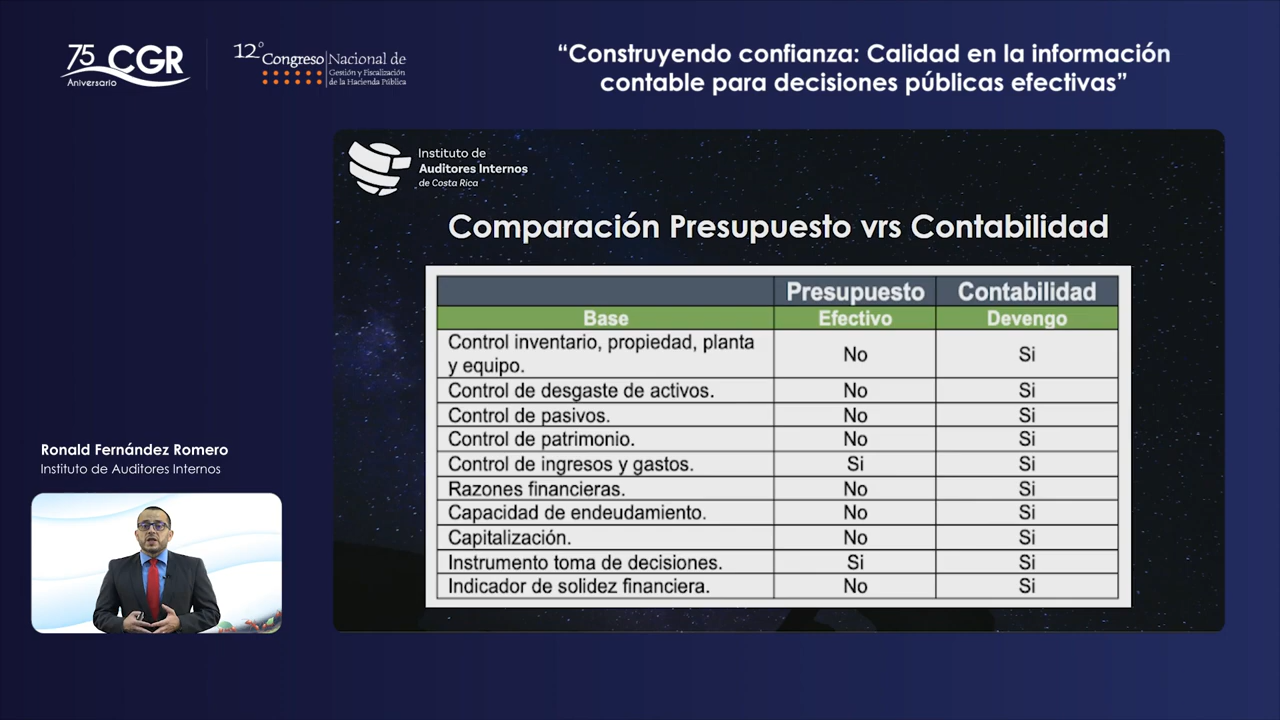 75 CGR
Aniversario
12° Congreso Nacional de
Gestión y Fiscalización
de la Hacienda Pública
“Construyendo confianza: Calidad en la información
contable para decisiones públicas efectivas”
Instituto de
Auditores Internos
de Costa Rica
Comparación Presupuesto vrs Contabilidad
Presupuesto Contabilidad
Base Efectivo Devengo
Control inventario, propiedad, planta
y equipo. No Si
Control de desgaste de activos. No Si
Control de pasivos. No Si
Control de patrimonio. No Si
Control de ingresos y gastos. Si Si
Razones financieras. No Si
Capacidad de endeudamiento. No Si
Capitalización. No Si
Instrumento toma de decisiones. Si Si
Indicador de solidez financiera. No Si
Ronald Fernández Romero
Instituto de Auditores Internos